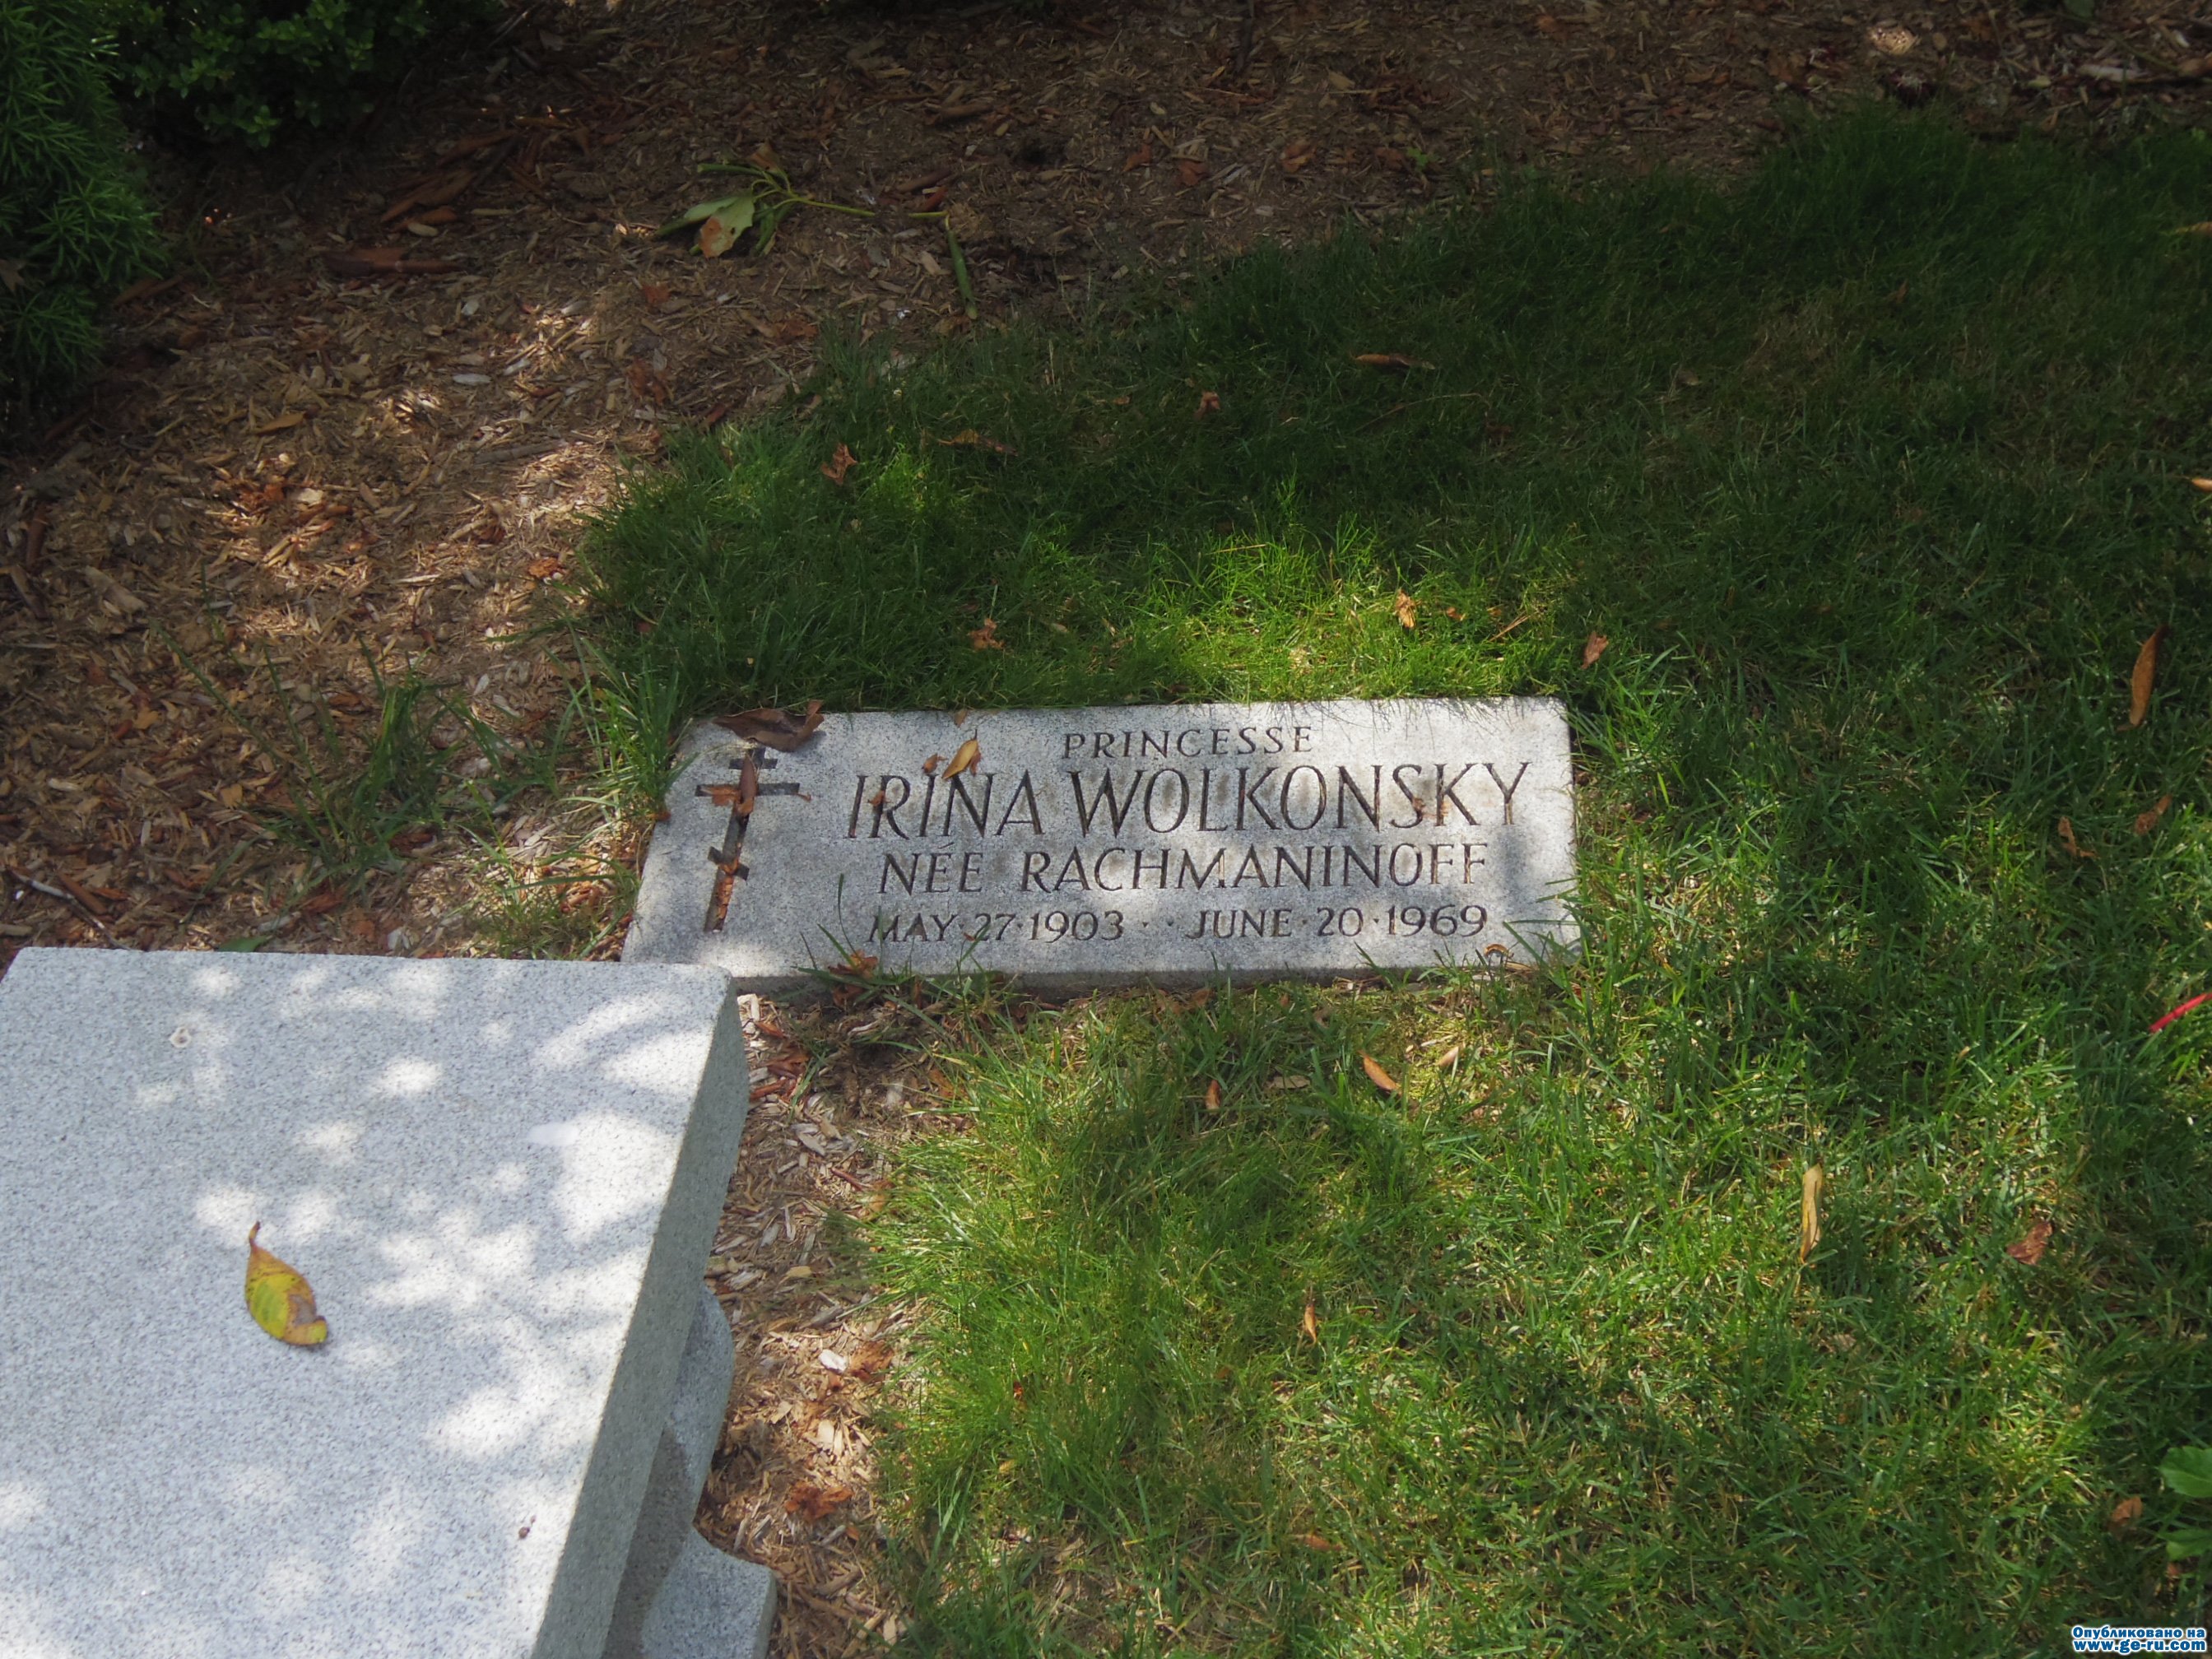 PRINCESSE
IRINA WOLKONSKY
NÉE RACHMANINOFF
MAY·27·1903 ·· JUNE·20·1969
Опубликовано на
www.ge-ru.com